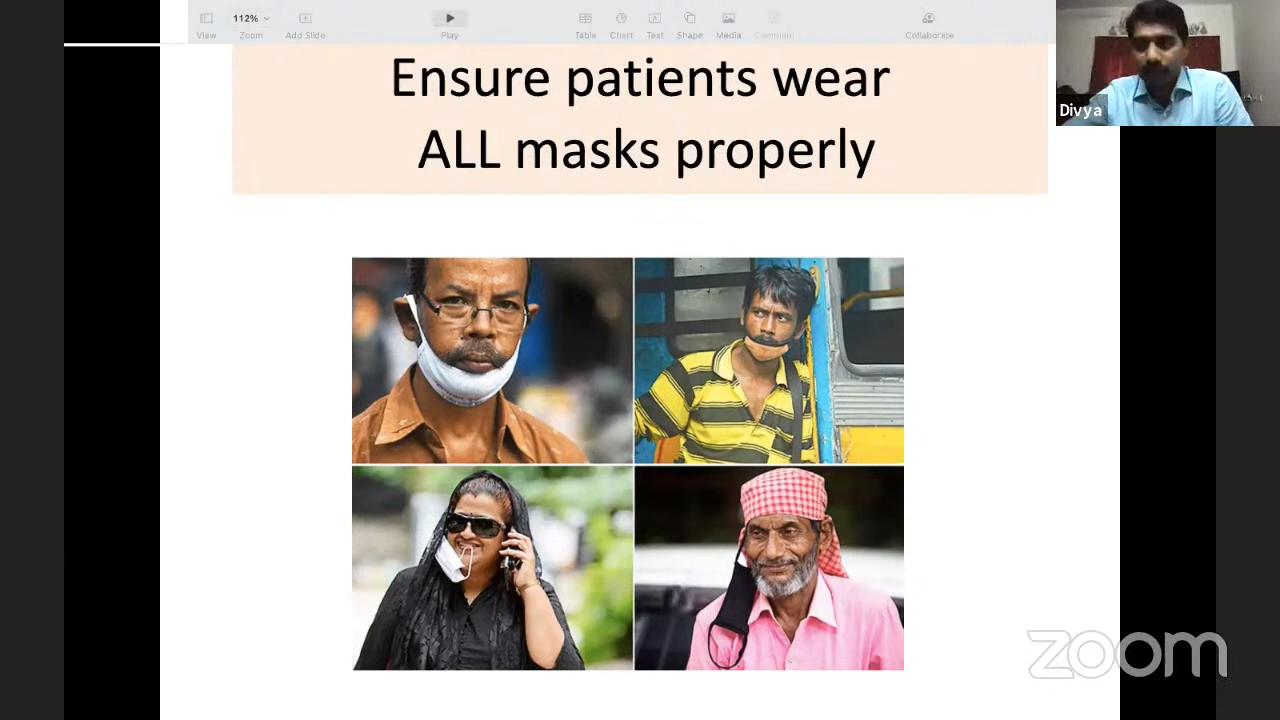 112%
View
Zoom
Add Slide
Play
Table
Chart
Text
Shape
Media
Comment
Collaborate
Divya
Ensure patients wear
ALL masks properly
zoom